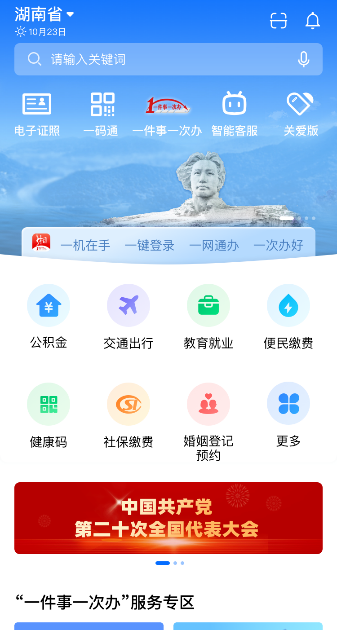 湖南省
10月23日
请输入关键词
电子证照 一码通 一件事一次办 智能客服 关爱版
一机在手 一键登录 一网通办 一次办好
公积金 交通出行 教育就业 便民缴费
健康码 社保缴费 婚姻登记预约 更多
中国共产党
第二十次全国代表大会
“一件事一次办”服务专区